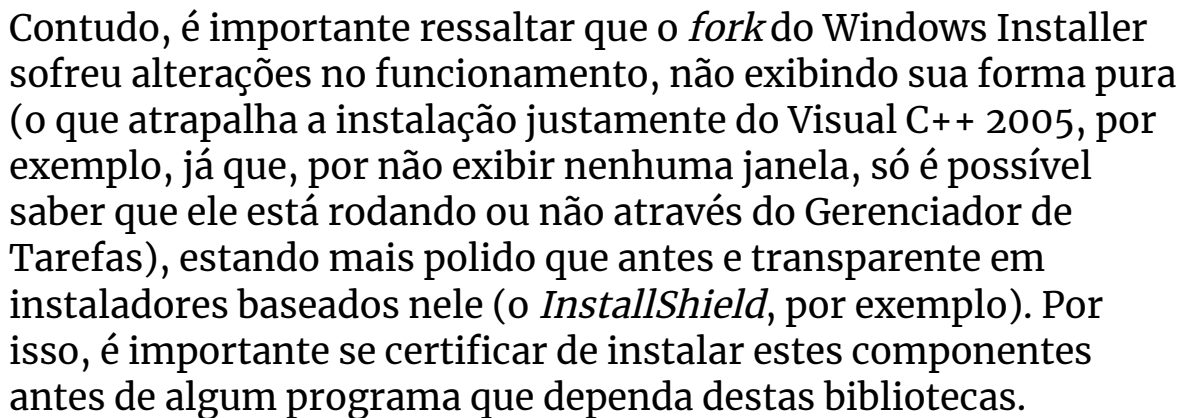 Contudo, é importante ressaltar que o fork do Windows Installer
sofreu alterações no funcionamento, não exibindo sua forma pura
(o que atrapalha a instalação justamente do Visual C++ 2005, por
exemplo, já que, por não exibir nenhuma janela, só é possível
saber que ele está rodando ou não através do Gerenciador de
Tarefas), estando mais polido que antes e transparente em
instaladores baseados nele (o InstallShield, por exemplo). Por
isso, é importante se certificar de instalar estes componentes
antes de algum programa que dependa destas bibliotecas.